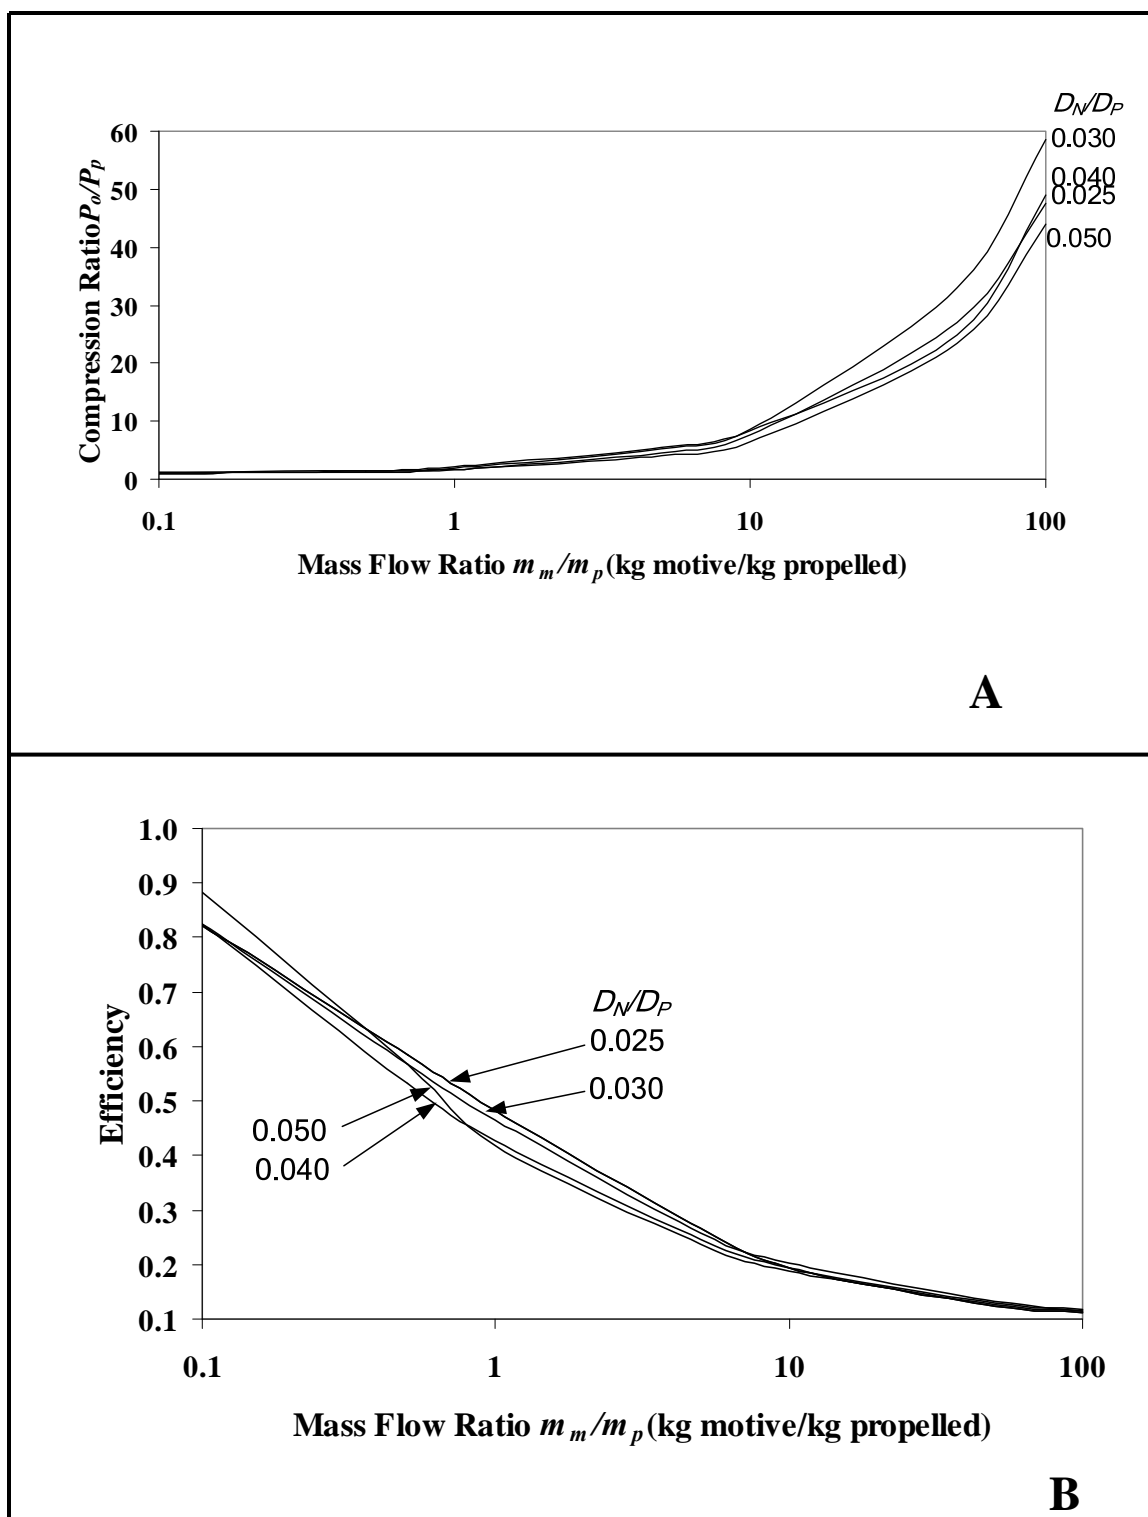 D_N/D_P
60
0.030
50
0.040
0.025
40
0.050
30
20
10
0
Compression Ratio P_o/P_p
0.1 1 10 100
Mass Flow Ratio m_m/m_p (kg motive/kg propelled)
A
1.0
0.9
0.8
0.7
0.6
0.5
0.4
0.3
0.2
0.1
Efficiency
D_N/D_P
0.025
0.030
0.050
0.040
0.1 1 10 100
Mass Flow Ratio m_m/m_p (kg motive/kg propelled)
B